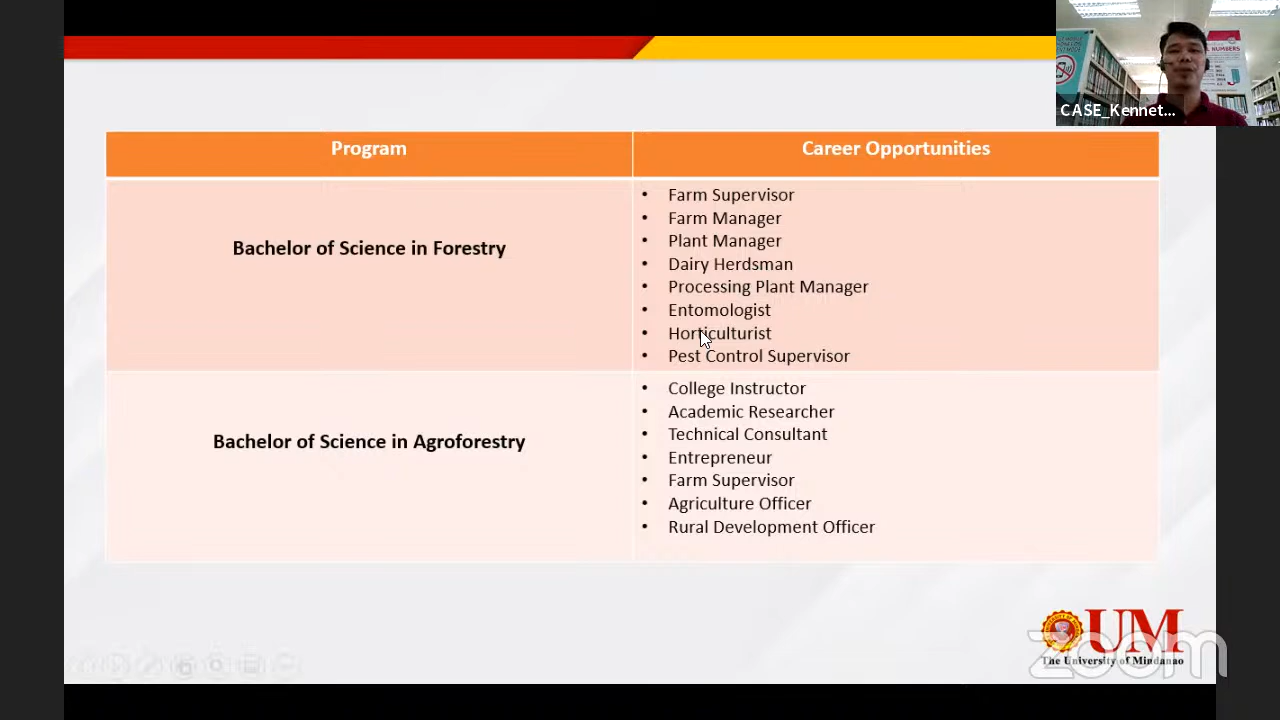 CASE_Kennet...
Program
Career Opportunities
Bachelor of Science in Forestry
• Farm Supervisor
• Farm Manager
• Plant Manager
• Dairy Herdsman
• Processing Plant Manager
• Entomologist
• Horticulturist
• Pest Control Supervisor
Bachelor of Science in Agroforestry
• College Instructor
• Academic Researcher
• Technical Consultant
• Entrepreneur
• Farm Supervisor
• Agriculture Officer
• Rural Development Officer
UM
The University of Mindanao
zoom